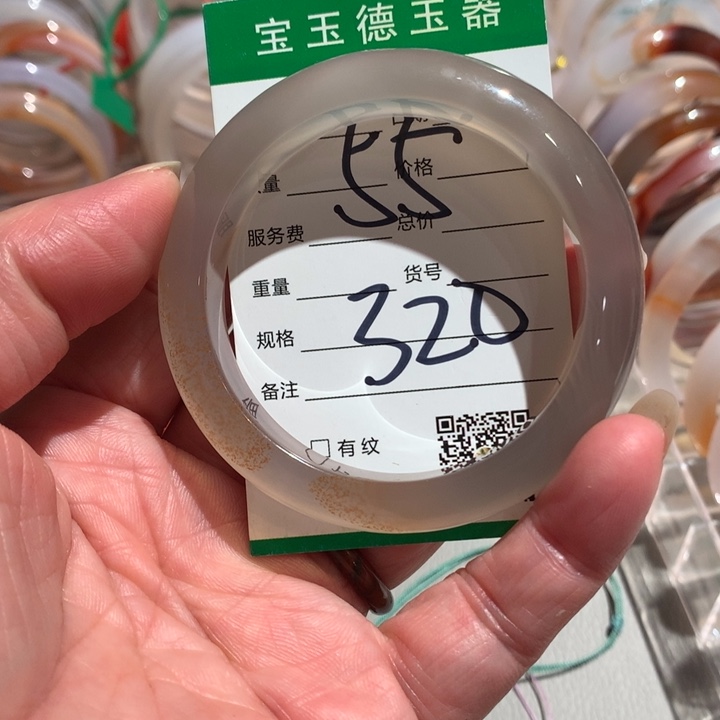 宝玉德玉器
55
量 价格
服务费 总价
重量 货号
320
规格
备注
有纹